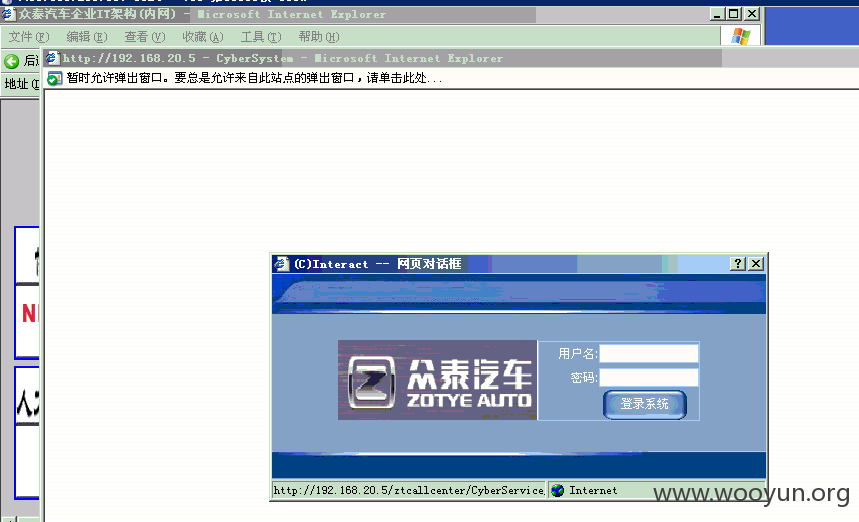 众泰汽车企业IT架构(内网) - Microsoft Internet Explorer
文件(F) 编辑(E) 查看(V) 收藏(A) 工具(T) 帮助(H)
http://192.168.20.5 - CyberSystem - Microsoft Internet Explorer
后
暂时允许弹出窗口。要总是允许来自此站点的弹出窗口，请单击此处...
地址
(C)Interact -- 网页对话框
众泰汽车
ZOTYE AUTO
用户名:
密码:
登录系统
http://192.168.20.5/ztcallcenter/CyberService
Internet
www.wooyun.org